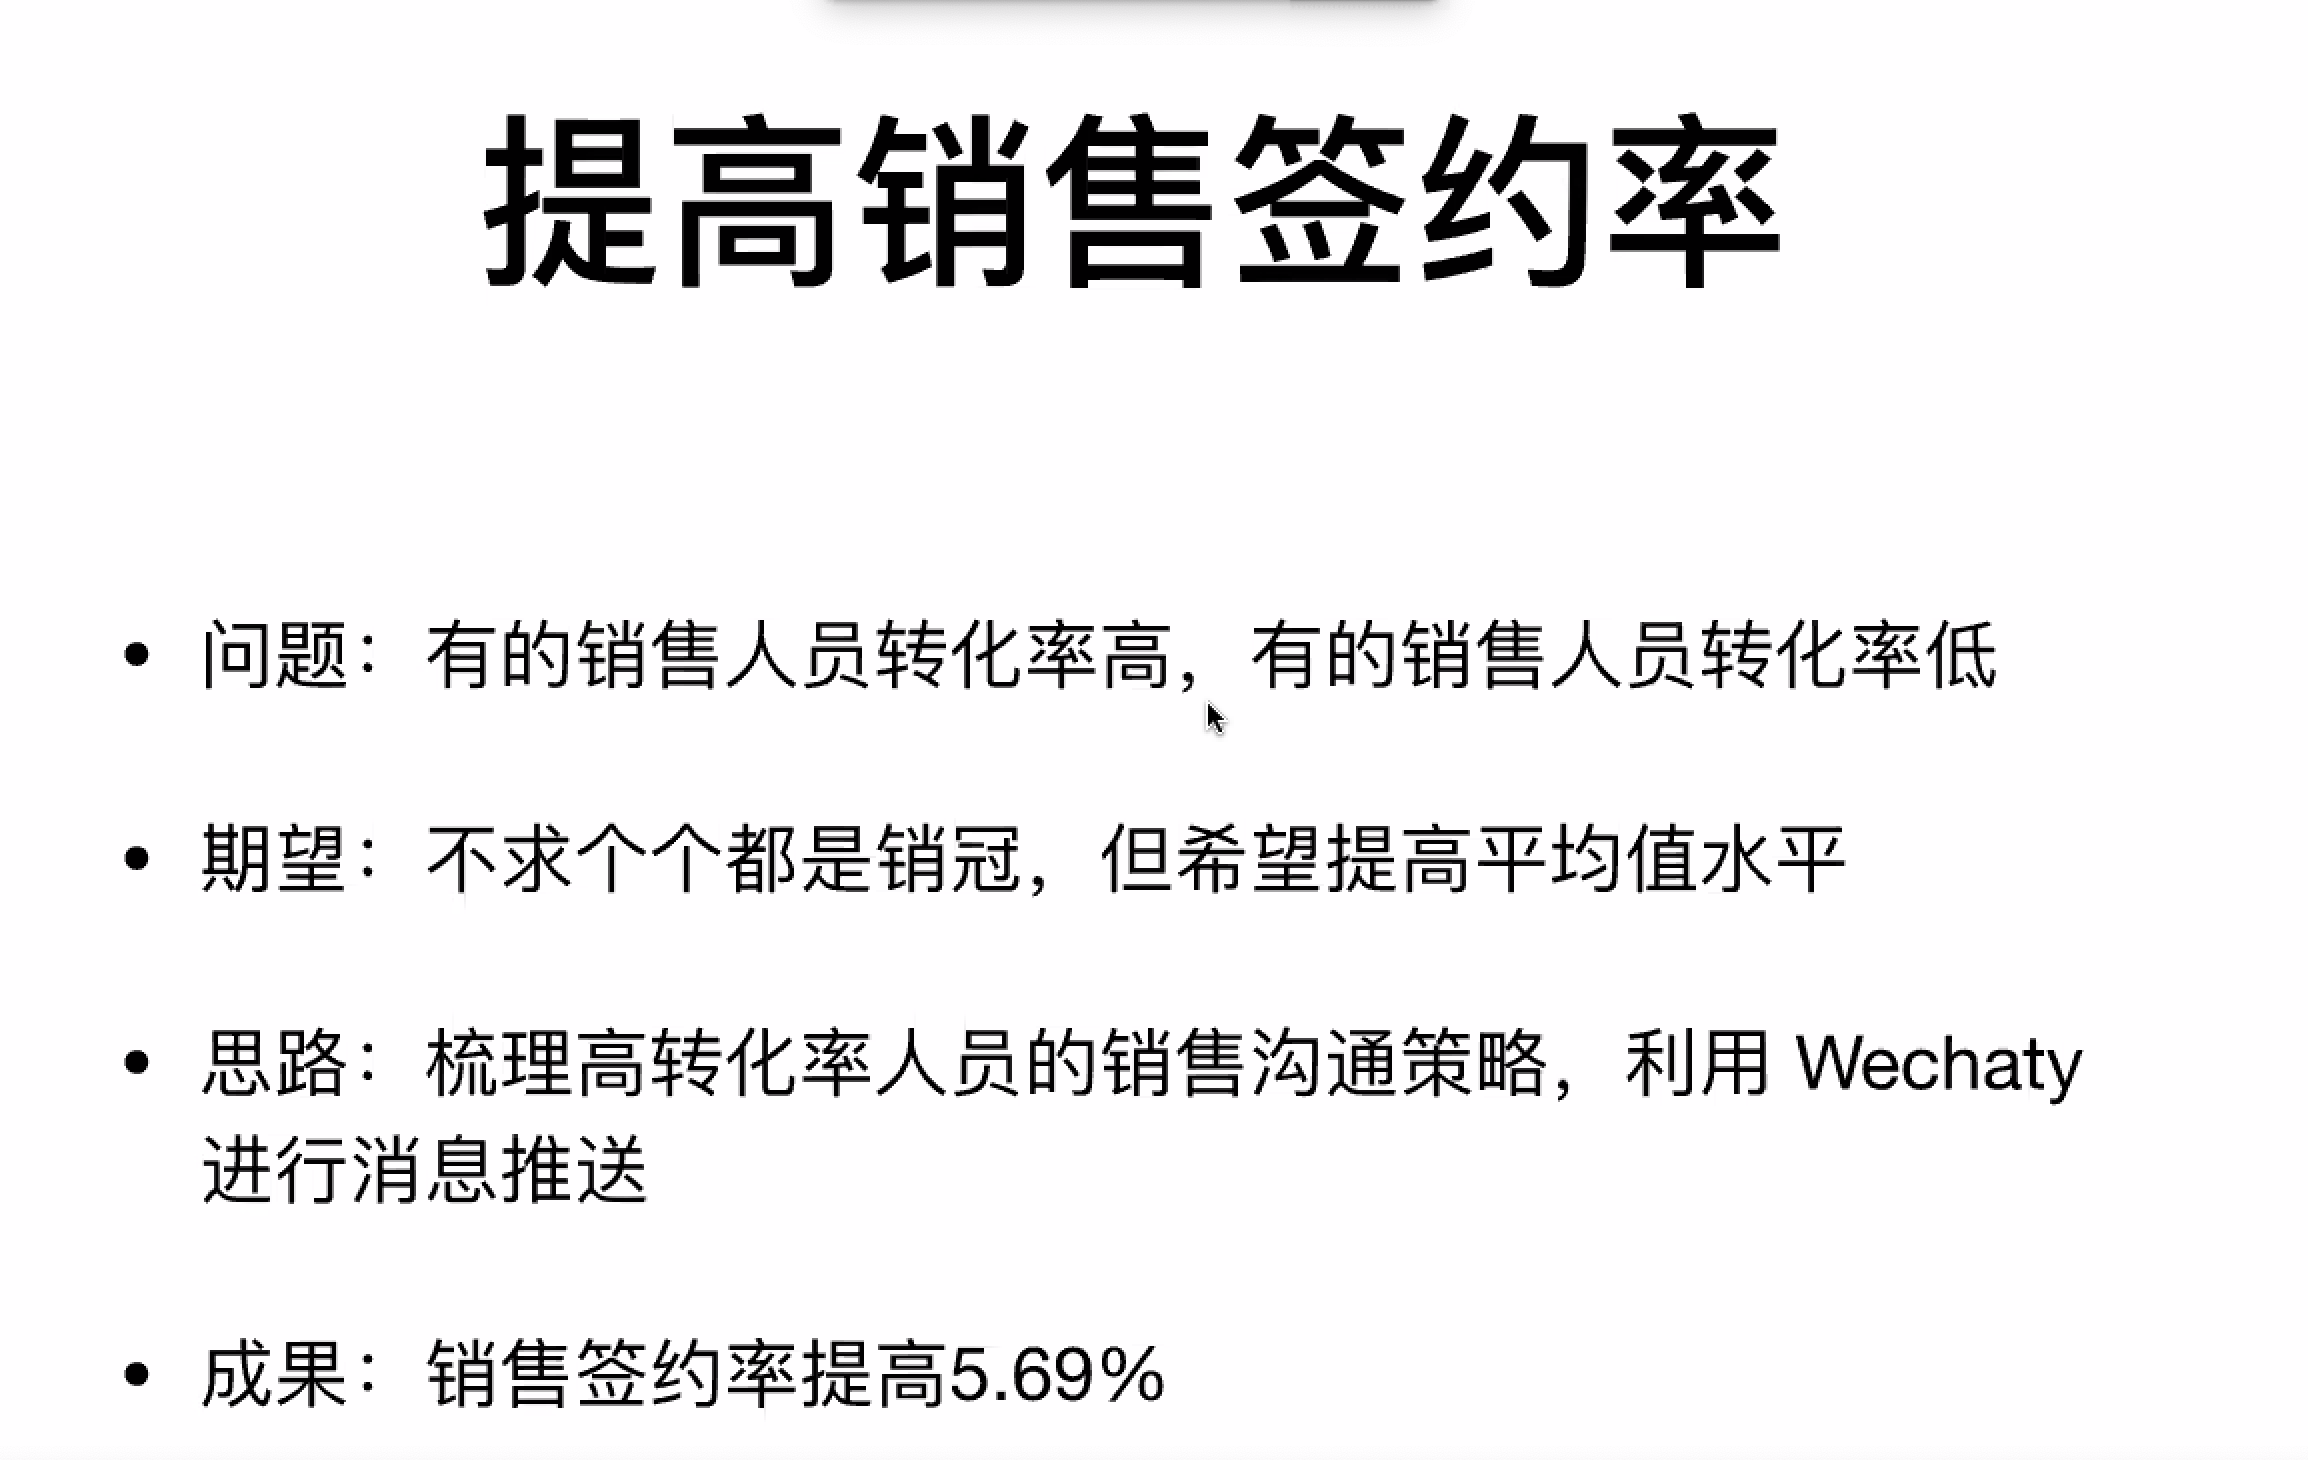 提高销售签约率
• 问题：有的销售人员转化率高，有的销售人员转化率低
• 期望：不求个个都是销冠，但希望提高平均值水平
• 思路：梳理高转化率人员的销售沟通策略，利用 Wechaty
进行消息推送
• 成果：销售签约率提高5.69%